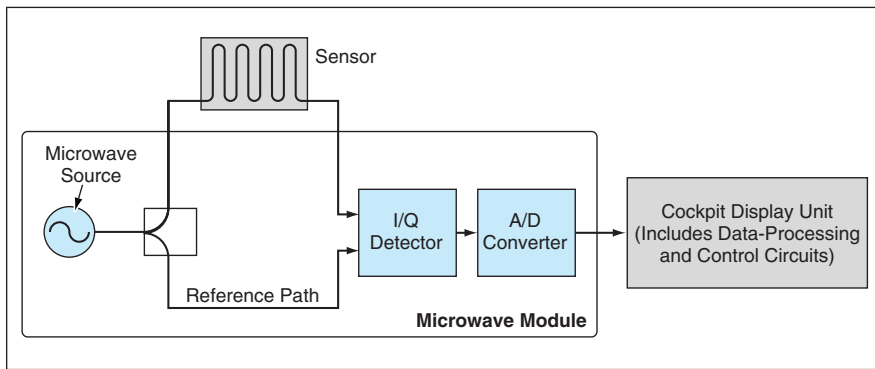 Sensor
Microwave
Source
I/Q
Detector
A/D
Converter
Cockpit Display Unit
(Includes Data-Processing
and Control Circuits)
Reference Path
Microwave Module